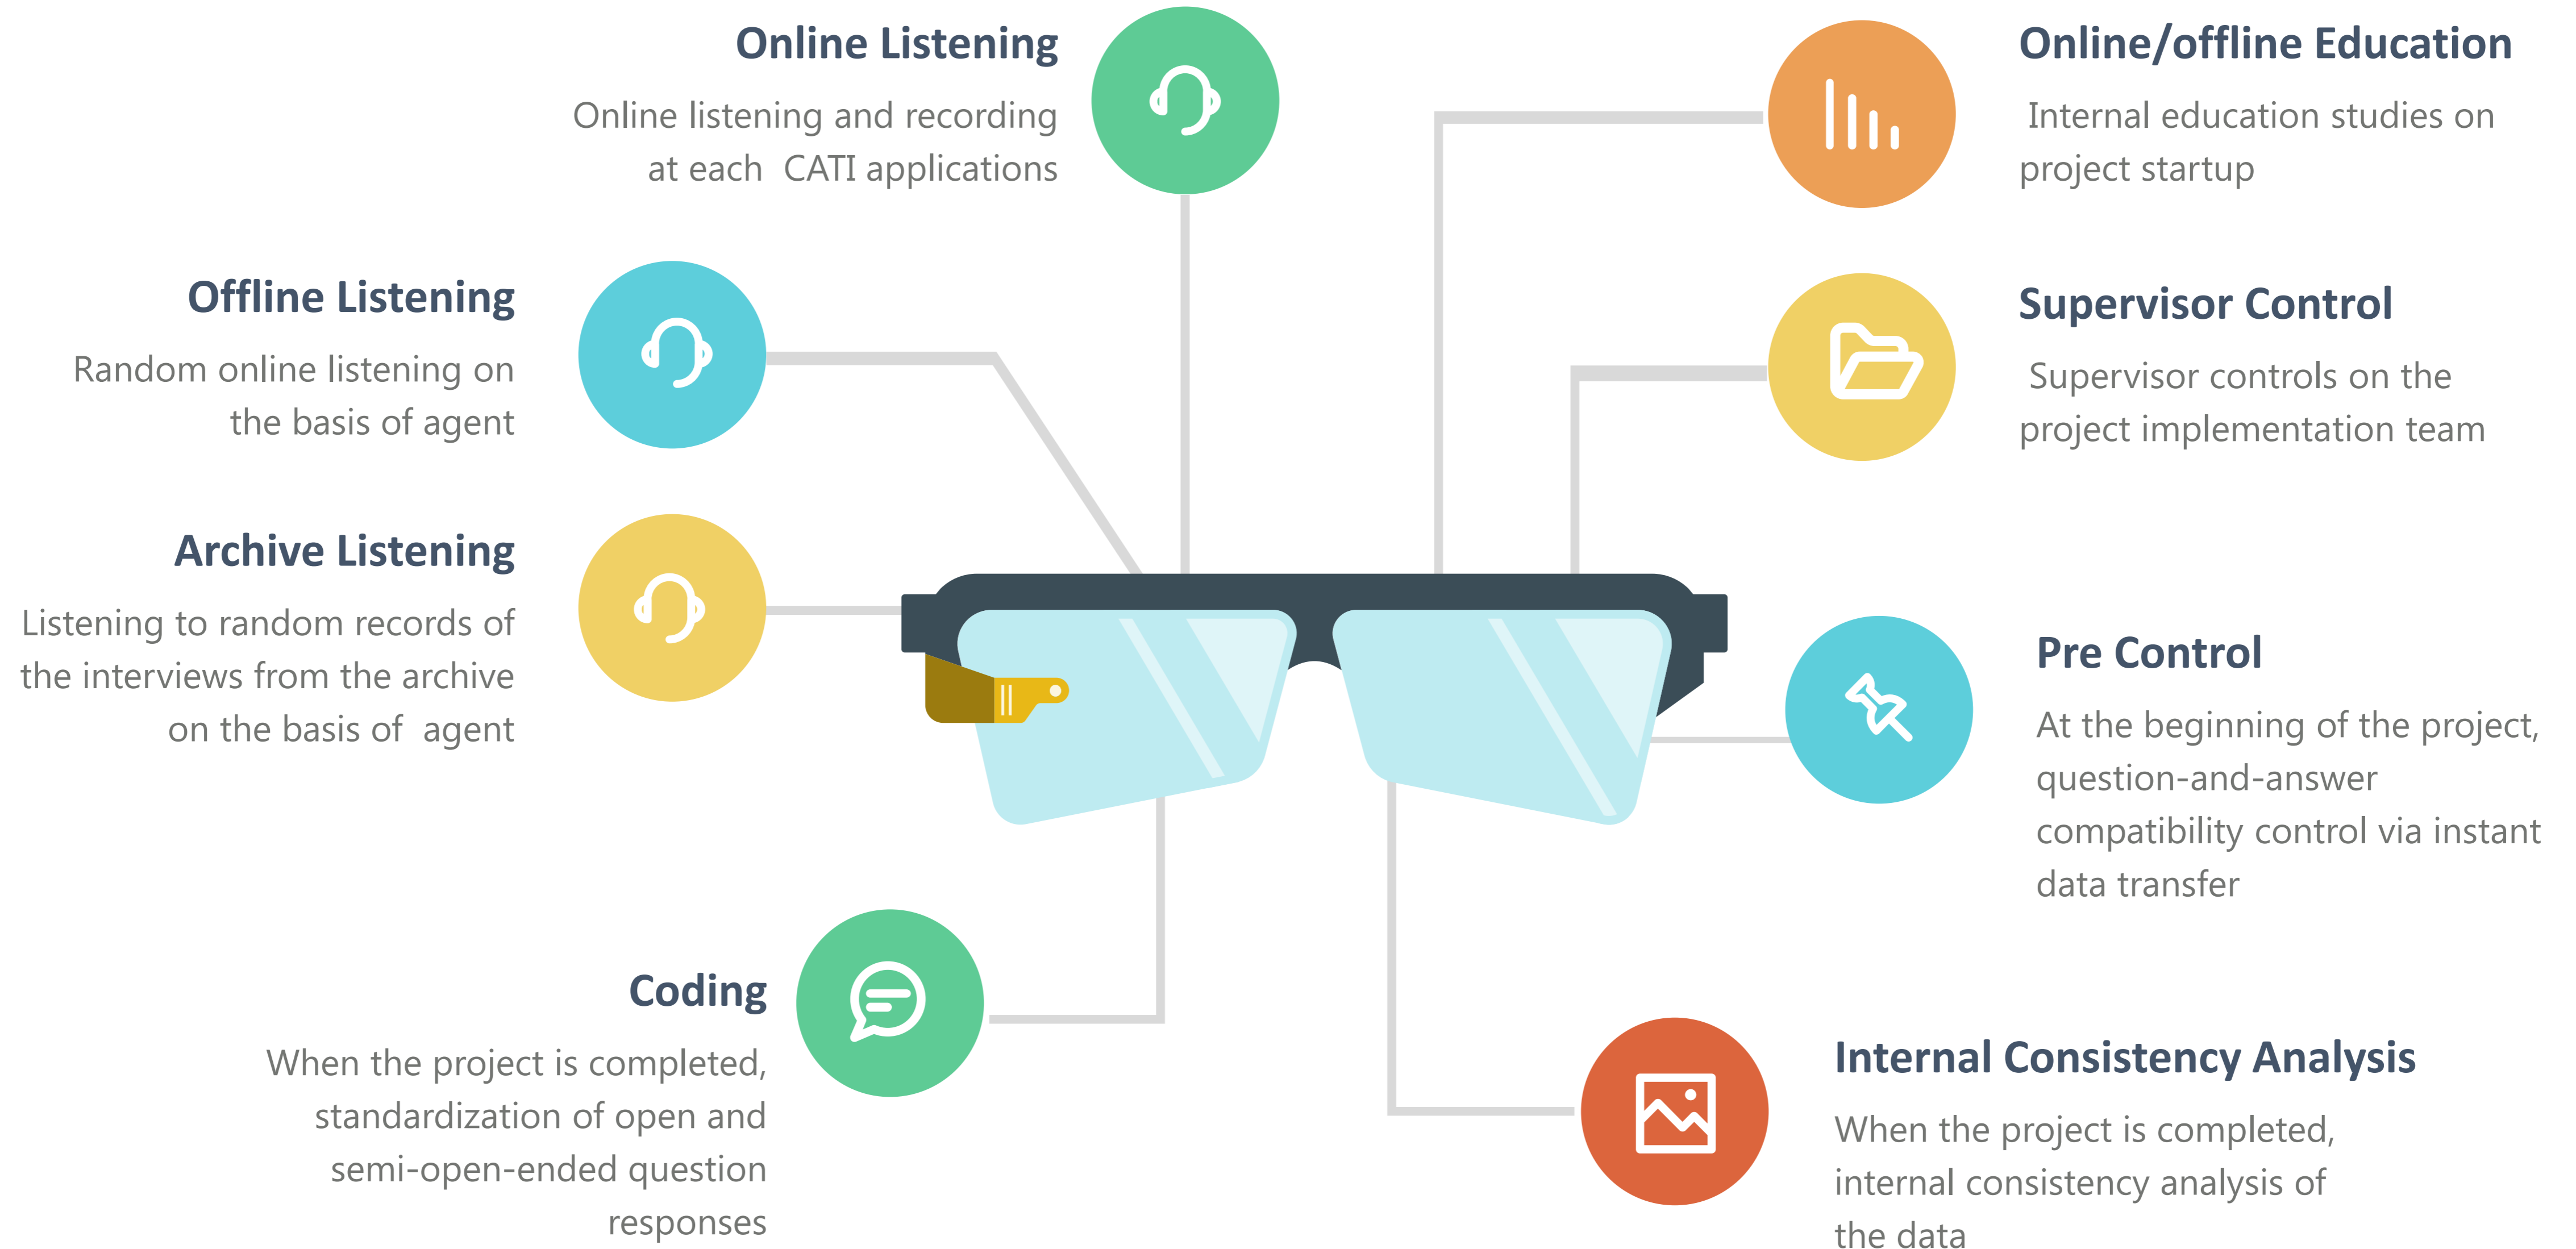 Online Listening
Online listening and recording
at each CATI applications
Offline Listening
Random online listening on
the basis of agent
Archive Listening
Listening to random records of
the interviews from the archive
on the basis of agent
Coding
When the project is completed,
standardization of open and
semi-open-ended question
responses
Online/offline Education
Internal education studies on
project startup
Supervisor Control
Supervisor controls on the
project implementation team
Pre Control
At the beginning of the project,
question-and-answer
compatibility control via instant
data transfer
Internal Consistency Analysis
When the project is completed,
internal consistency analysis of
the data